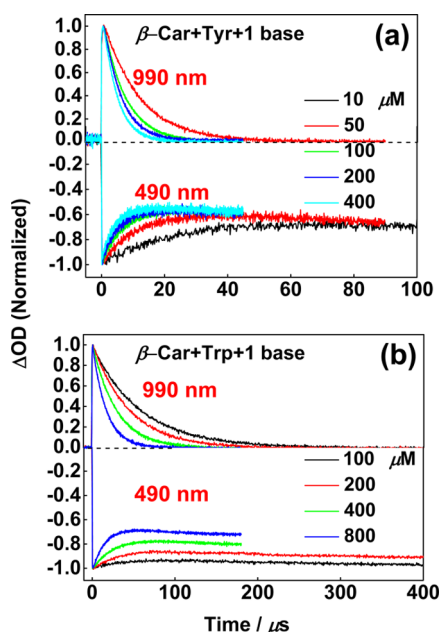 β–Car+Tyr+1 base (a)
990 nm
10 μM
50
100
200
400
490 nm
1.0
0.8
0.6
0.4
0.2
0.0
-0.2
-0.4
-0.6
-0.8
-1.0
0 20 40 60 80 100
ΔOD (Normalized)
β–Car+Trp+1 base (b)
990 nm
100 μM
200
400
800
490 nm
1.0
0.8
0.6
0.4
0.2
0.0
-0.2
-0.4
-0.6
-0.8
-1.0
0 100 200 300 400
Time / μs